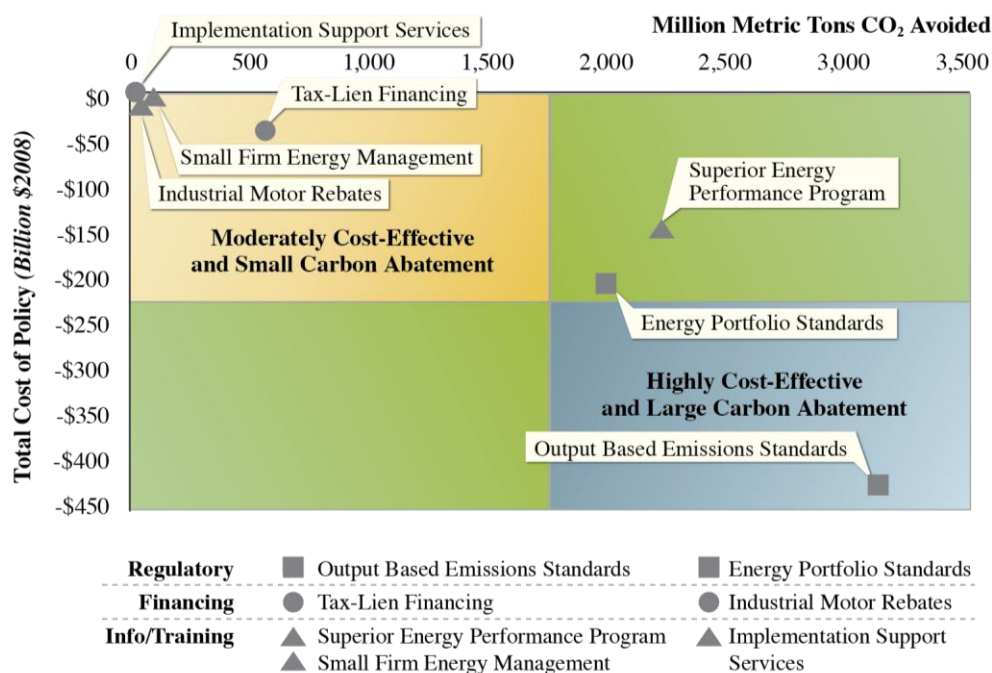 Implementation Support Services
Million Metric Tons CO₂ Avoided
0 500 1,000 1,500 2,000 2,500 3,000 3,500
Total Cost of Policy (Billion $2008)
$0
-$50
-$100
-$150
-$200
-$250
-$300
-$350
-$400
-$450
Tax-Lien Financing
Small Firm Energy Management
Industrial Motor Rebates
Moderately Cost-Effective
and Small Carbon Abatement
Superior Energy
Performance Program
Energy Portfolio Standards
Highly Cost-Effective
and Large Carbon Abatement
Output Based Emissions Standards
Regulatory Output Based Emissions Standards Energy Portfolio Standards
Financing Tax-Lien Financing Industrial Motor Rebates
Info/Training Superior Energy Performance Program Implementation Support
Small Firm Energy Management Services